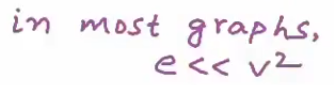 in most graphs,
e << v²